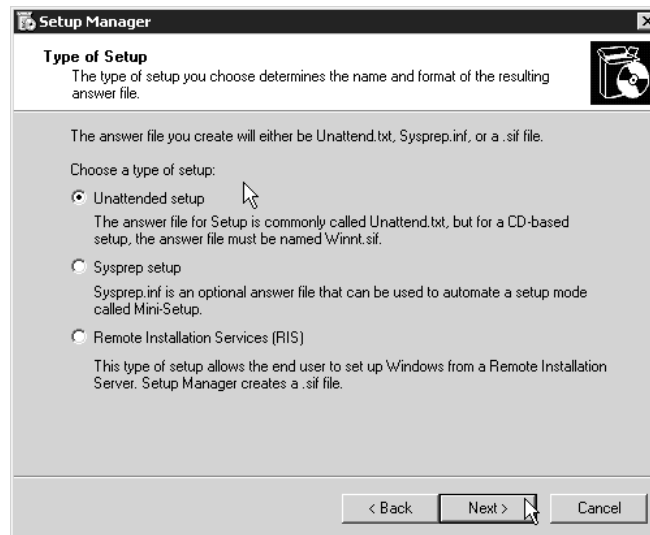 Setup Manager
Type of Setup
The type of setup you choose determines the name and format of the resulting
answer file.
The answer file you create will either be Unattend.txt, Sysprep.inf, or a .sif file.
Choose a type of setup:
Unattended setup
The answer file for Setup is commonly called Unattend.txt, but for a CD-based
setup, the answer file must be named Winnt.sif.
Sysprep setup
Sysprep.inf is an optional answer file that can be used to automate a setup mode
called Mini-Setup.
Remote Installation Services (RIS)
This type of setup allows the end user to set up Windows from a Remote Installation
Server. Setup Manager creates a .sif file.
< Back Next > Cancel